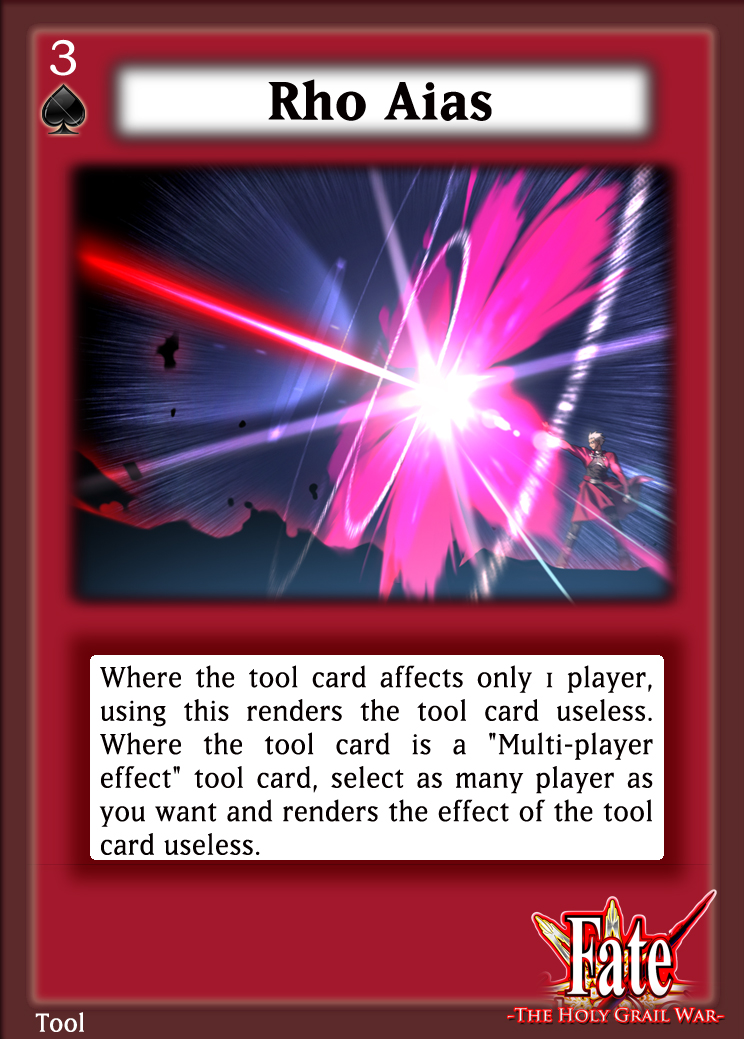 3
Rho Aias
Where the tool card affects only 1 player,
using this renders the tool card useless.
Where the tool card is a "Multi-player
effect" tool card, select as many player as
you want and renders the effect of the tool
card useless.
Fate
-THE HOLY GRAIL WAR-
Tool